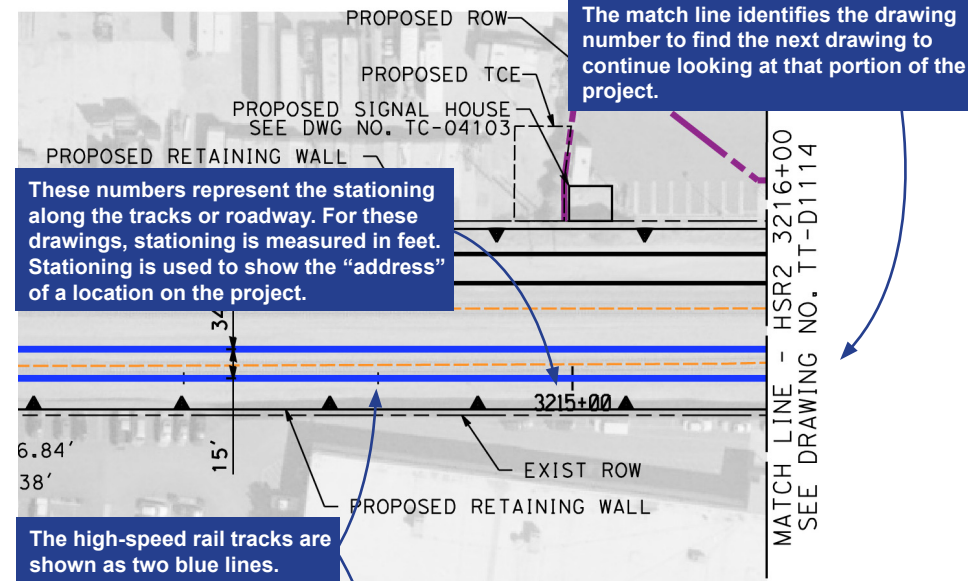 PROPOSED ROW
The match line identifies the drawing
number to find the next drawing to
continue looking at that portion of the
project.
PROPOSED TCE
PROPOSED SIGNAL HOUSE
SEE DWG NO. TC-04103
PROPOSED RETAINING WALL
These numbers represent the stationing
along the tracks or roadway. For these
drawings, stationing is measured in feet.
Stationing is used to show the “address”
of a location on the project.
34
15'
3215+00
6.84'
38'
EXIST ROW
PROPOSED RETAINING WALL
The high-speed rail tracks are
shown as two blue lines.
MATCH LINE - HSR2 3216+00
SEE DRAWING NO. TT-D1114